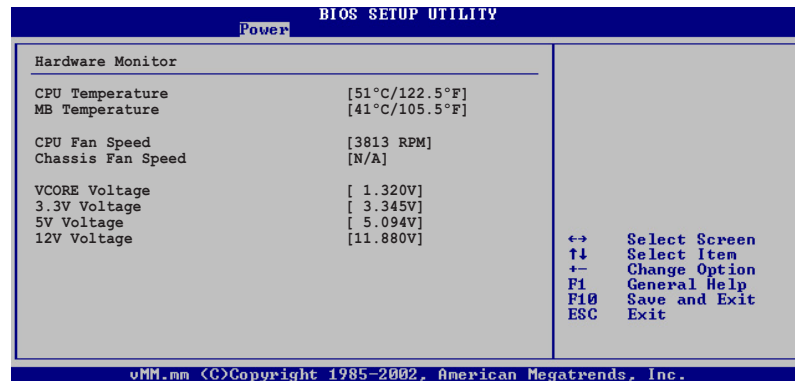 BIOS SETUP UTILITY
Power
Hardware Monitor
CPU Temperature [51°C/122.5°F]
MB Temperature [41°C/105.5°F]
CPU Fan Speed [3813 RPM]
Chassis Fan Speed [N/A]
VCORE Voltage [ 1.320V]
3.3V Voltage [ 3.345V]
5V Voltage [ 5.094V]
12V Voltage [11.880V]
←→ Select Screen
↑↓ Select Item
+- Change Option
F1 General Help
F10 Save and Exit
ESC Exit
vMM.mm (C)Copyright 1985-2002, American Megatrends, Inc.